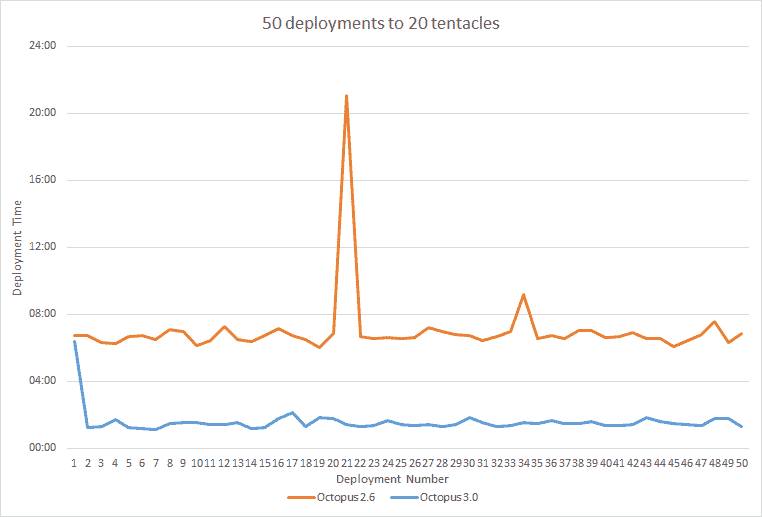 50 deployments to 20 tentacles
24:00
20:00
16:00
12:00
08:00
04:00
00:00
Deployment Time
1 2 3 4 5 6 7 8 9 10 11 12 13 14 15 16 17 18 19 20 21 22 23 24 25 26 27 28 29 30 31 32 33 34 35 36 37 38 39 40 41 42 43 44 45 46 47 48 49 50
Deployment Number
Octopus 2.6 Octopus 3.0